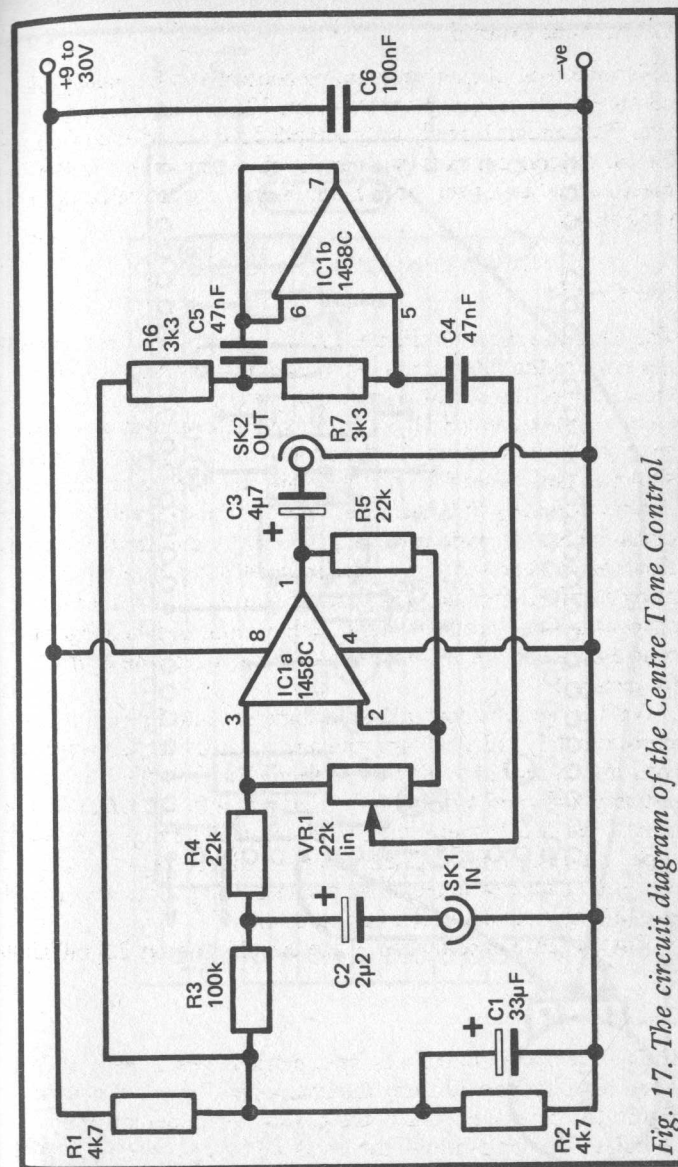 +9 to
30V
C6
100nF
–ve
R6
3k3
C5
47nF
6
7
IC1b
1458C
5
SK2
OUT
R7
3k3
C4
47nF
C3
4µ7
+
R5
22k
1
8
IC1a
1458C
4
3
2
R4
22k
VR1
22k
lin
R3
100k
+
C2
2µ2
SK1
IN
R1
4k7
+
C1
33µF
R2
4k7
Fig. 17. The circuit diagram of the Centre Tone Control